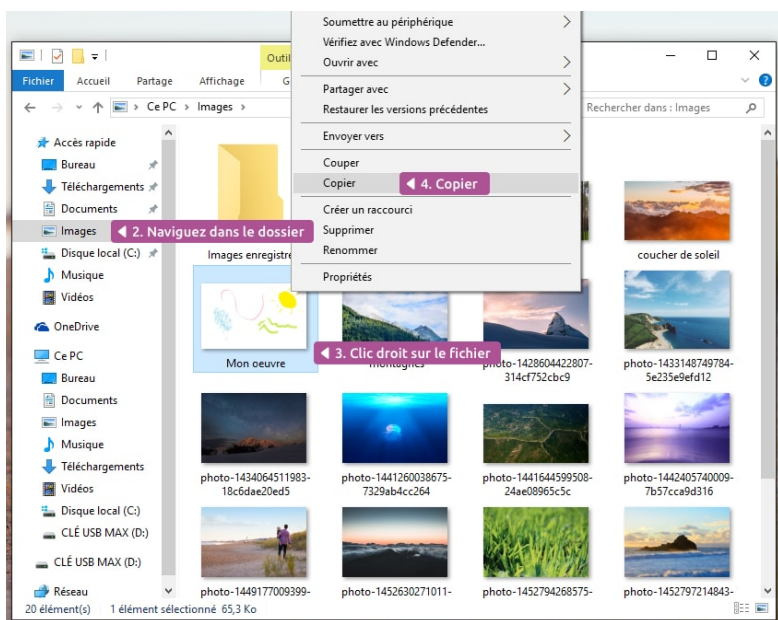 Soumettre au périphérique
Vérifiez avec Windows Defender...
Ouvrir avec
Partager avec
Restaurer les versions précédentes
Envoyer vers
Couper
Copier
4. Copier
Créer un raccourci
Supprimer
Renommer
Propriétés
Outil
Fichier Accueil Partage Affichage G
Ce PC Images
Rechercher dans : Images
Accès rapide
Bureau
Téléchargements
Documents
Images
2. Naviguez dans le dossier
Disque local (C:)
Musique
Vidéos
OneDrive
Ce PC
Bureau
Documents
Images
Musique
Téléchargements
Vidéos
Disque local (C:)
CLÉ USB MAX (D:)
CLÉ USB MAX (D:)
Réseau
Images enregistré
coucher de soleil
Mon oeuvre
3. Clic droit sur le fichier
montagnes
photo-1428604422807-
314cf752cbc9
photo-1433148749784-
5e235e9efd12
photo-1434064511983-
18c6dae20ed5
photo-1441260038675-
7329ab4cc264
photo-1441644599508-
24ae08965c5c
photo-1442405740009-
7b57cca9d316
photo-1449177009399-
photo-1452630271011-
photo-1452794268575-
photo-1452797214843-
20 élément(s) 1 élément sélectionné 65,3 Ko